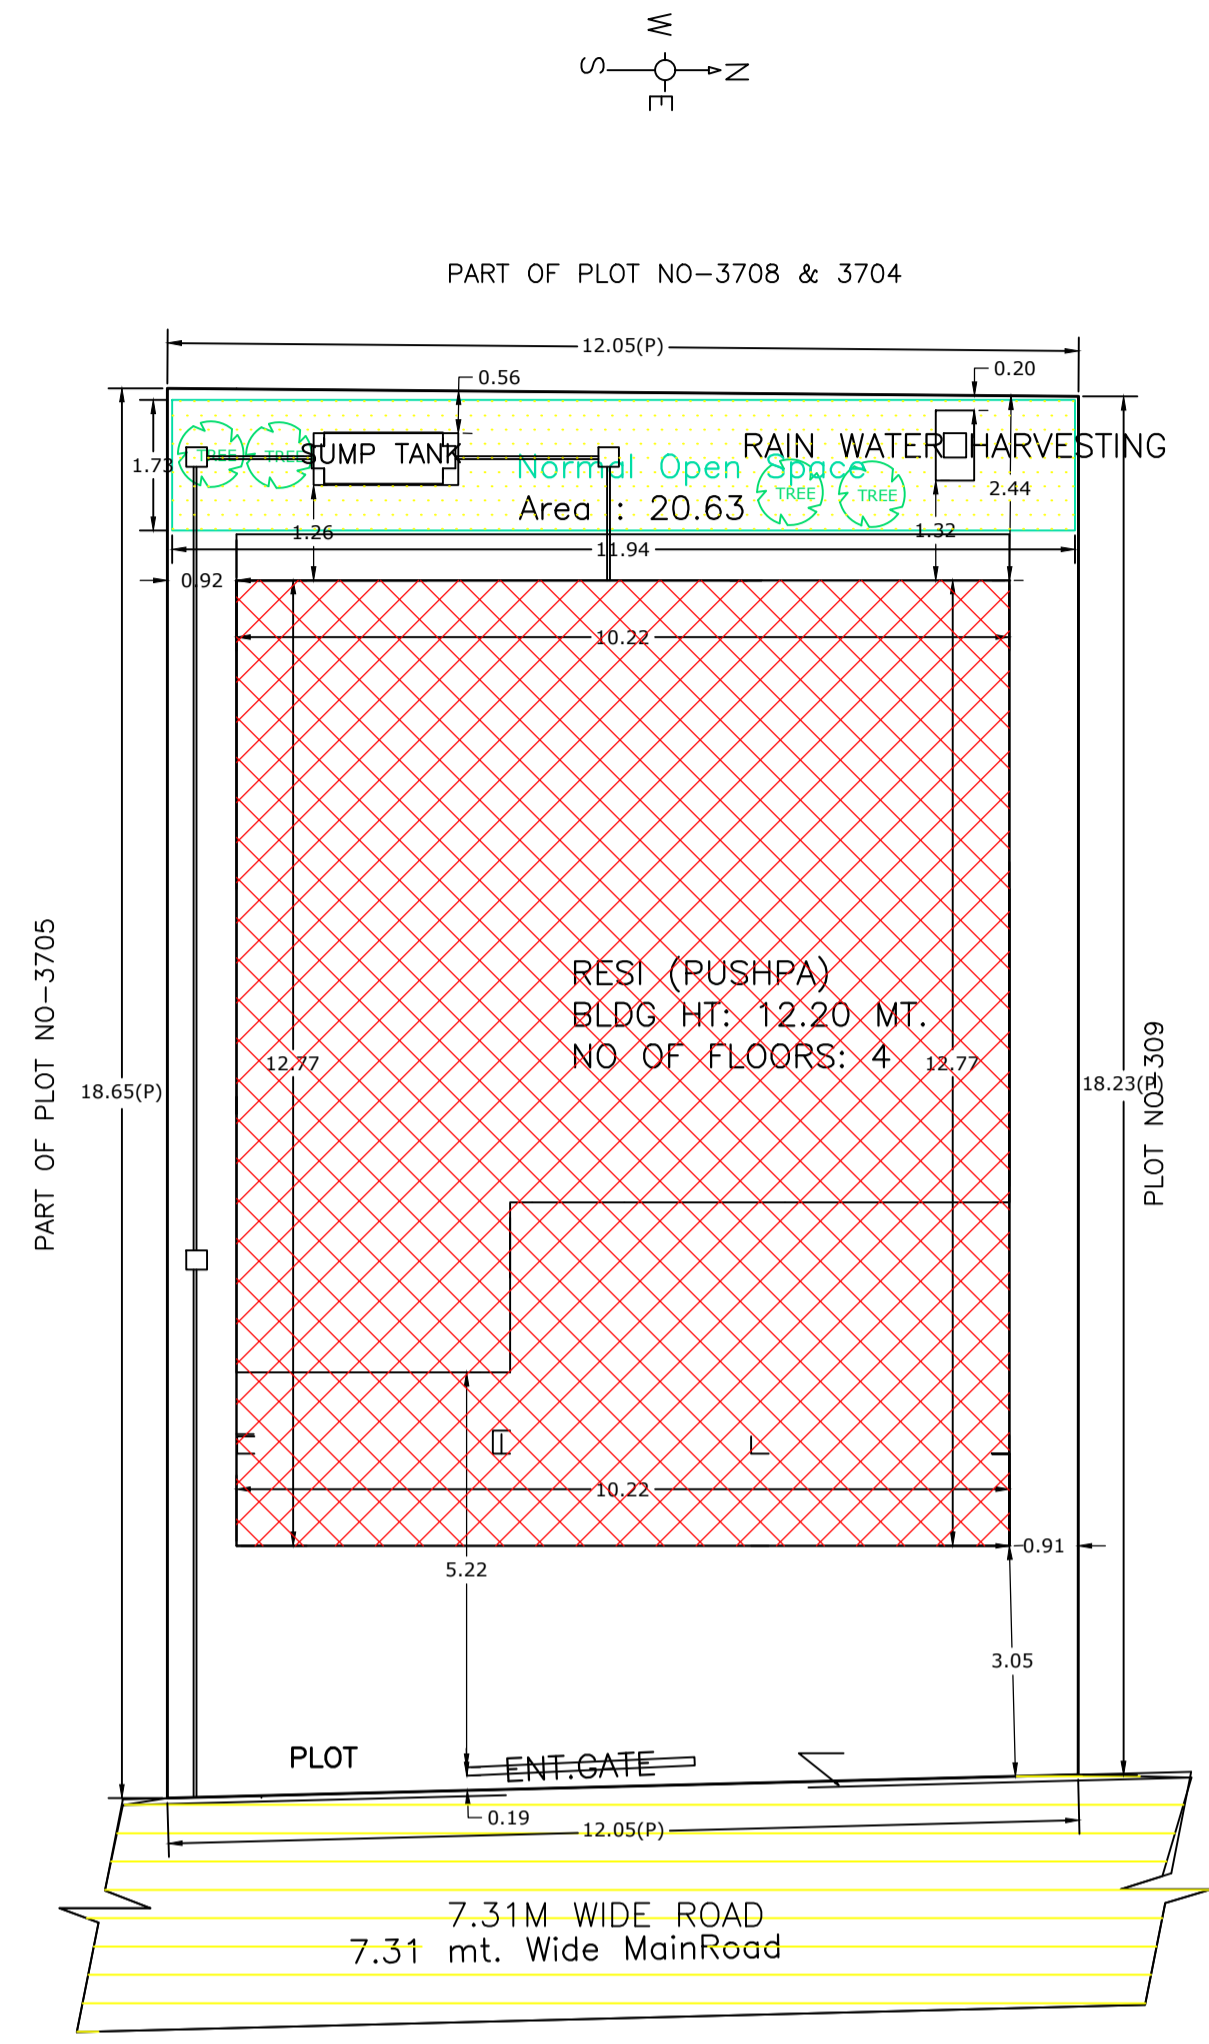 W
S
N
E
PART OF PLOT NO-3708 & 3704
12.05(P)
0.56
0.20
RAIN WATER HARVESTING
SUMP TANK
TREE
TREE
Normal Open Space
1.73
2.44
TREE
TREE
Area : 20.63
1.26
1.32
11.94
0.92
10.22
RESI (PUSHPA)
BLDG HT: 12.20 MT.
NO OF FLOORS: 4
12.77
12.77
PART OF PLOT NO-3705
18.65(P)
18.23(P)
PLOT NO-309
10.22
0.91
5.22
3.05
PLOT
ENT.GATE
0.19
12.05(P)
7.31M WIDE ROAD
7.31 mt. Wide MainRoad